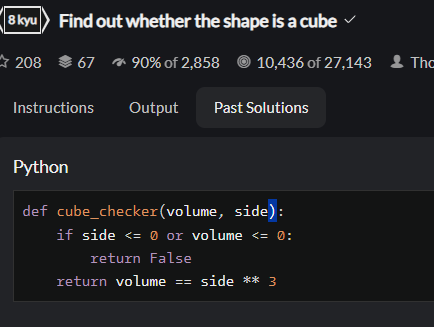 8 kyu Find out whether the shape is a cube
208 67 90% of 2,858 10,436 of 27,143
Instructions Output Past Solutions
Python
def cube_checker(volume, side):
    if side <= 0 or volume <= 0:
        return False
    return volume == side ** 3